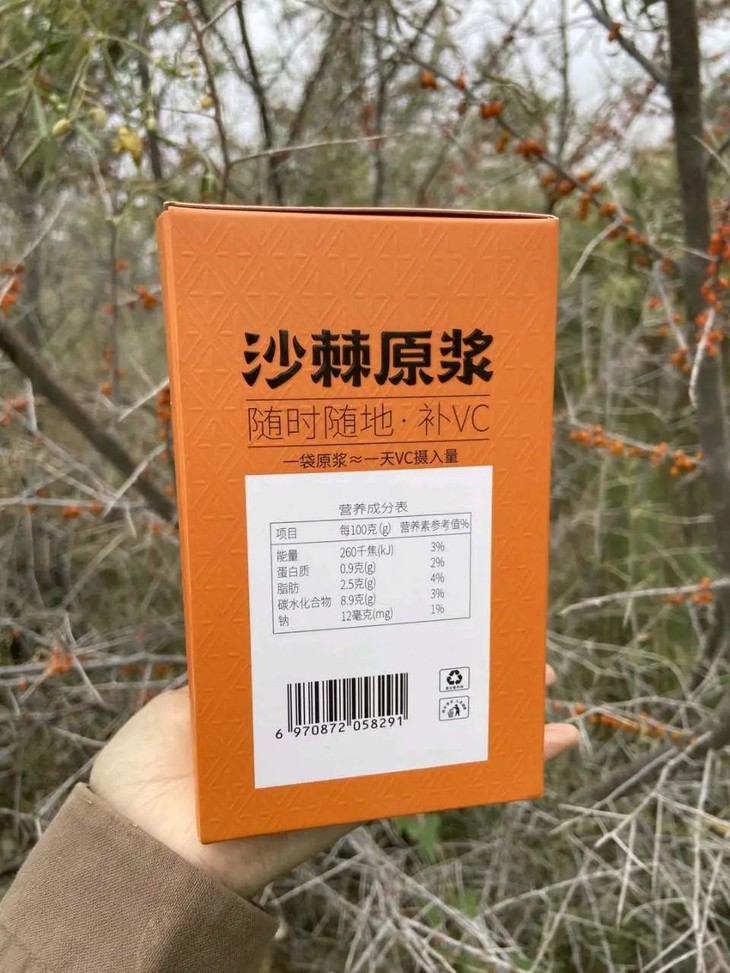 沙棘原浆
随时随地·补VC
一袋原浆≈一天VC摄入量
营养成分表
项目 每100克(g) 营养素参考值%
能量 260千焦(kJ) 3%
蛋白质 0.9克(g) 2%
脂肪 2.5克(g) 4%
碳水化合物 8.9克(g) 3%
钠 12毫克(mg) 1%
6 970872 058291